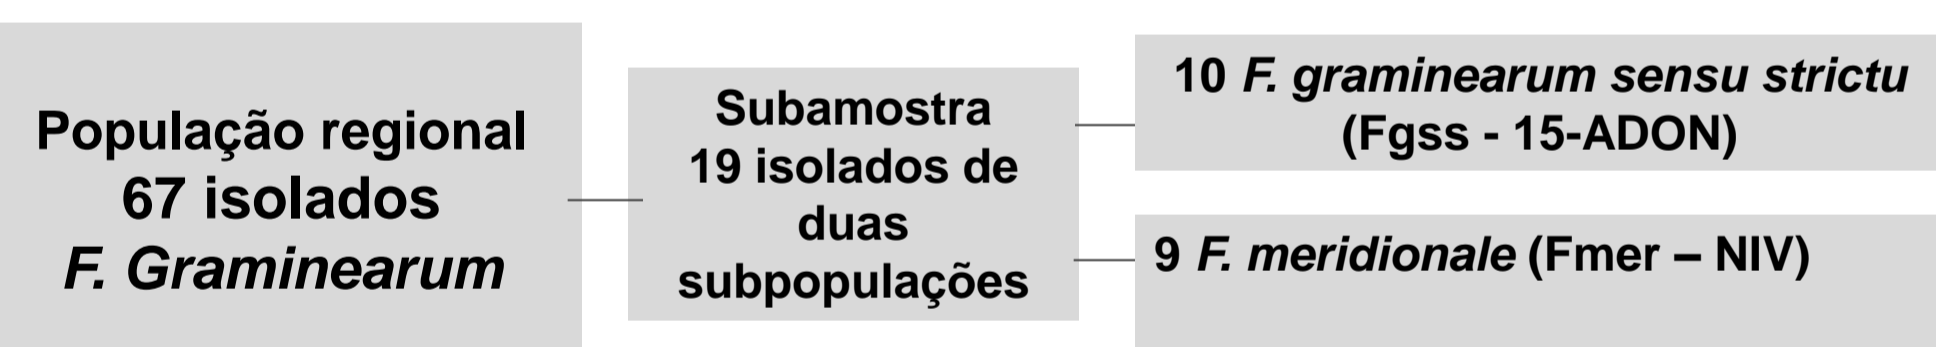 População regional
67 isolados
F. Graminearum
Subamostra
19 isolados de
duas
subpopulações
10 F. graminearum sensu strictu
(Fgss - 15-ADON)
9 F. meridionale (Fmer – NIV)